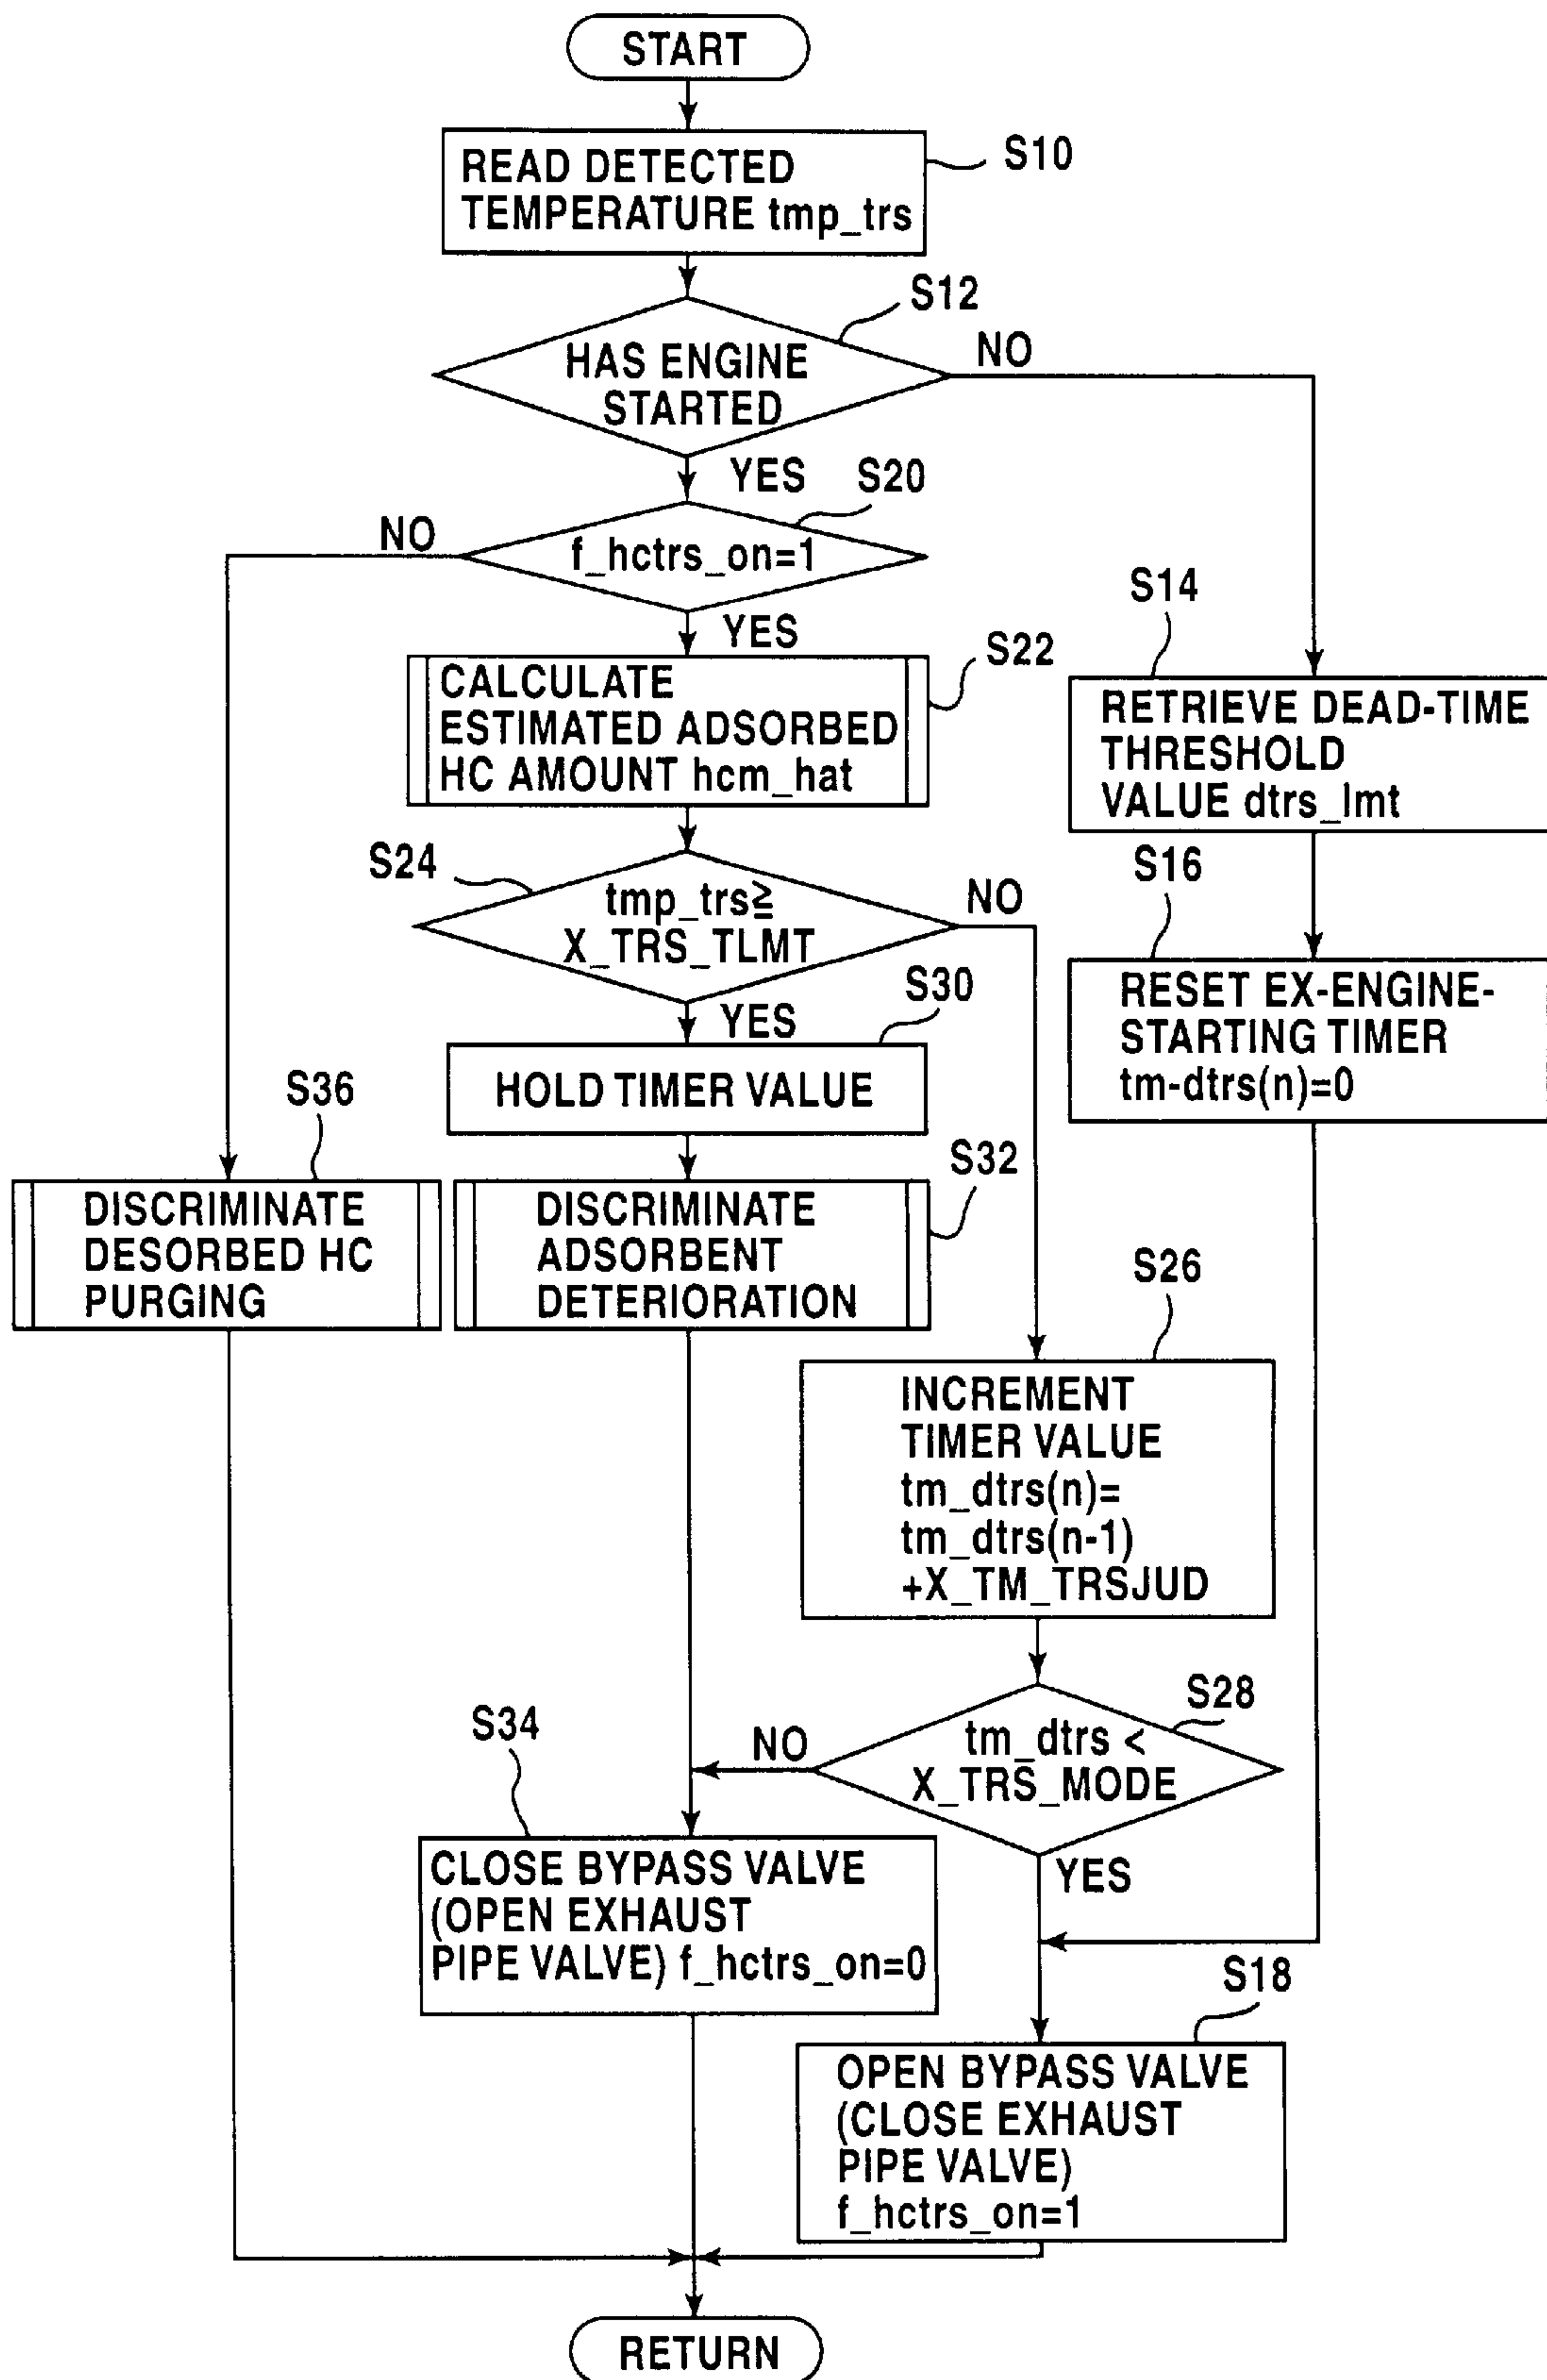 START
READ DETECTED
TEMPERATURE tmp_trs
S10
S12
HAS ENGINE
STARTED
NO
YES
S20
NO
f_hctrs_on=1
YES
S14
CALCULATE
ESTIMATED ADSORBED
HC AMOUNT hcm_hat
S22
RETRIEVE DEAD-TIME
THRESHOLD
VALUE dtrs_lmt
S24
tmp_trs≧
X_TRS_TLMT
NO
S16
YES
S30
RESET EX-ENGINE-
STARTING TIMER
tm-dtrs(n)=0
HOLD TIMER VALUE
S36
S32
DISCRIMINATE
DESORBED HC
PURGING
DISCRIMINATE
ADSORBENT
DETERIORATION
S26
INCREMENT
TIMER VALUE
tm_dtrs(n)=
tm_dtrs(n-1)
+X_TM_TRSJUD
S28
S34
NO
tm_dtrs <
X_TRS_MODE
YES
CLOSE BYPASS VALVE
(OPEN EXHAUST
PIPE VALVE) f_hctrs_on=0
S18
OPEN BYPASS VALVE
(CLOSE EXHAUST
PIPE VALVE)
f_hctrs_on=1
RETURN